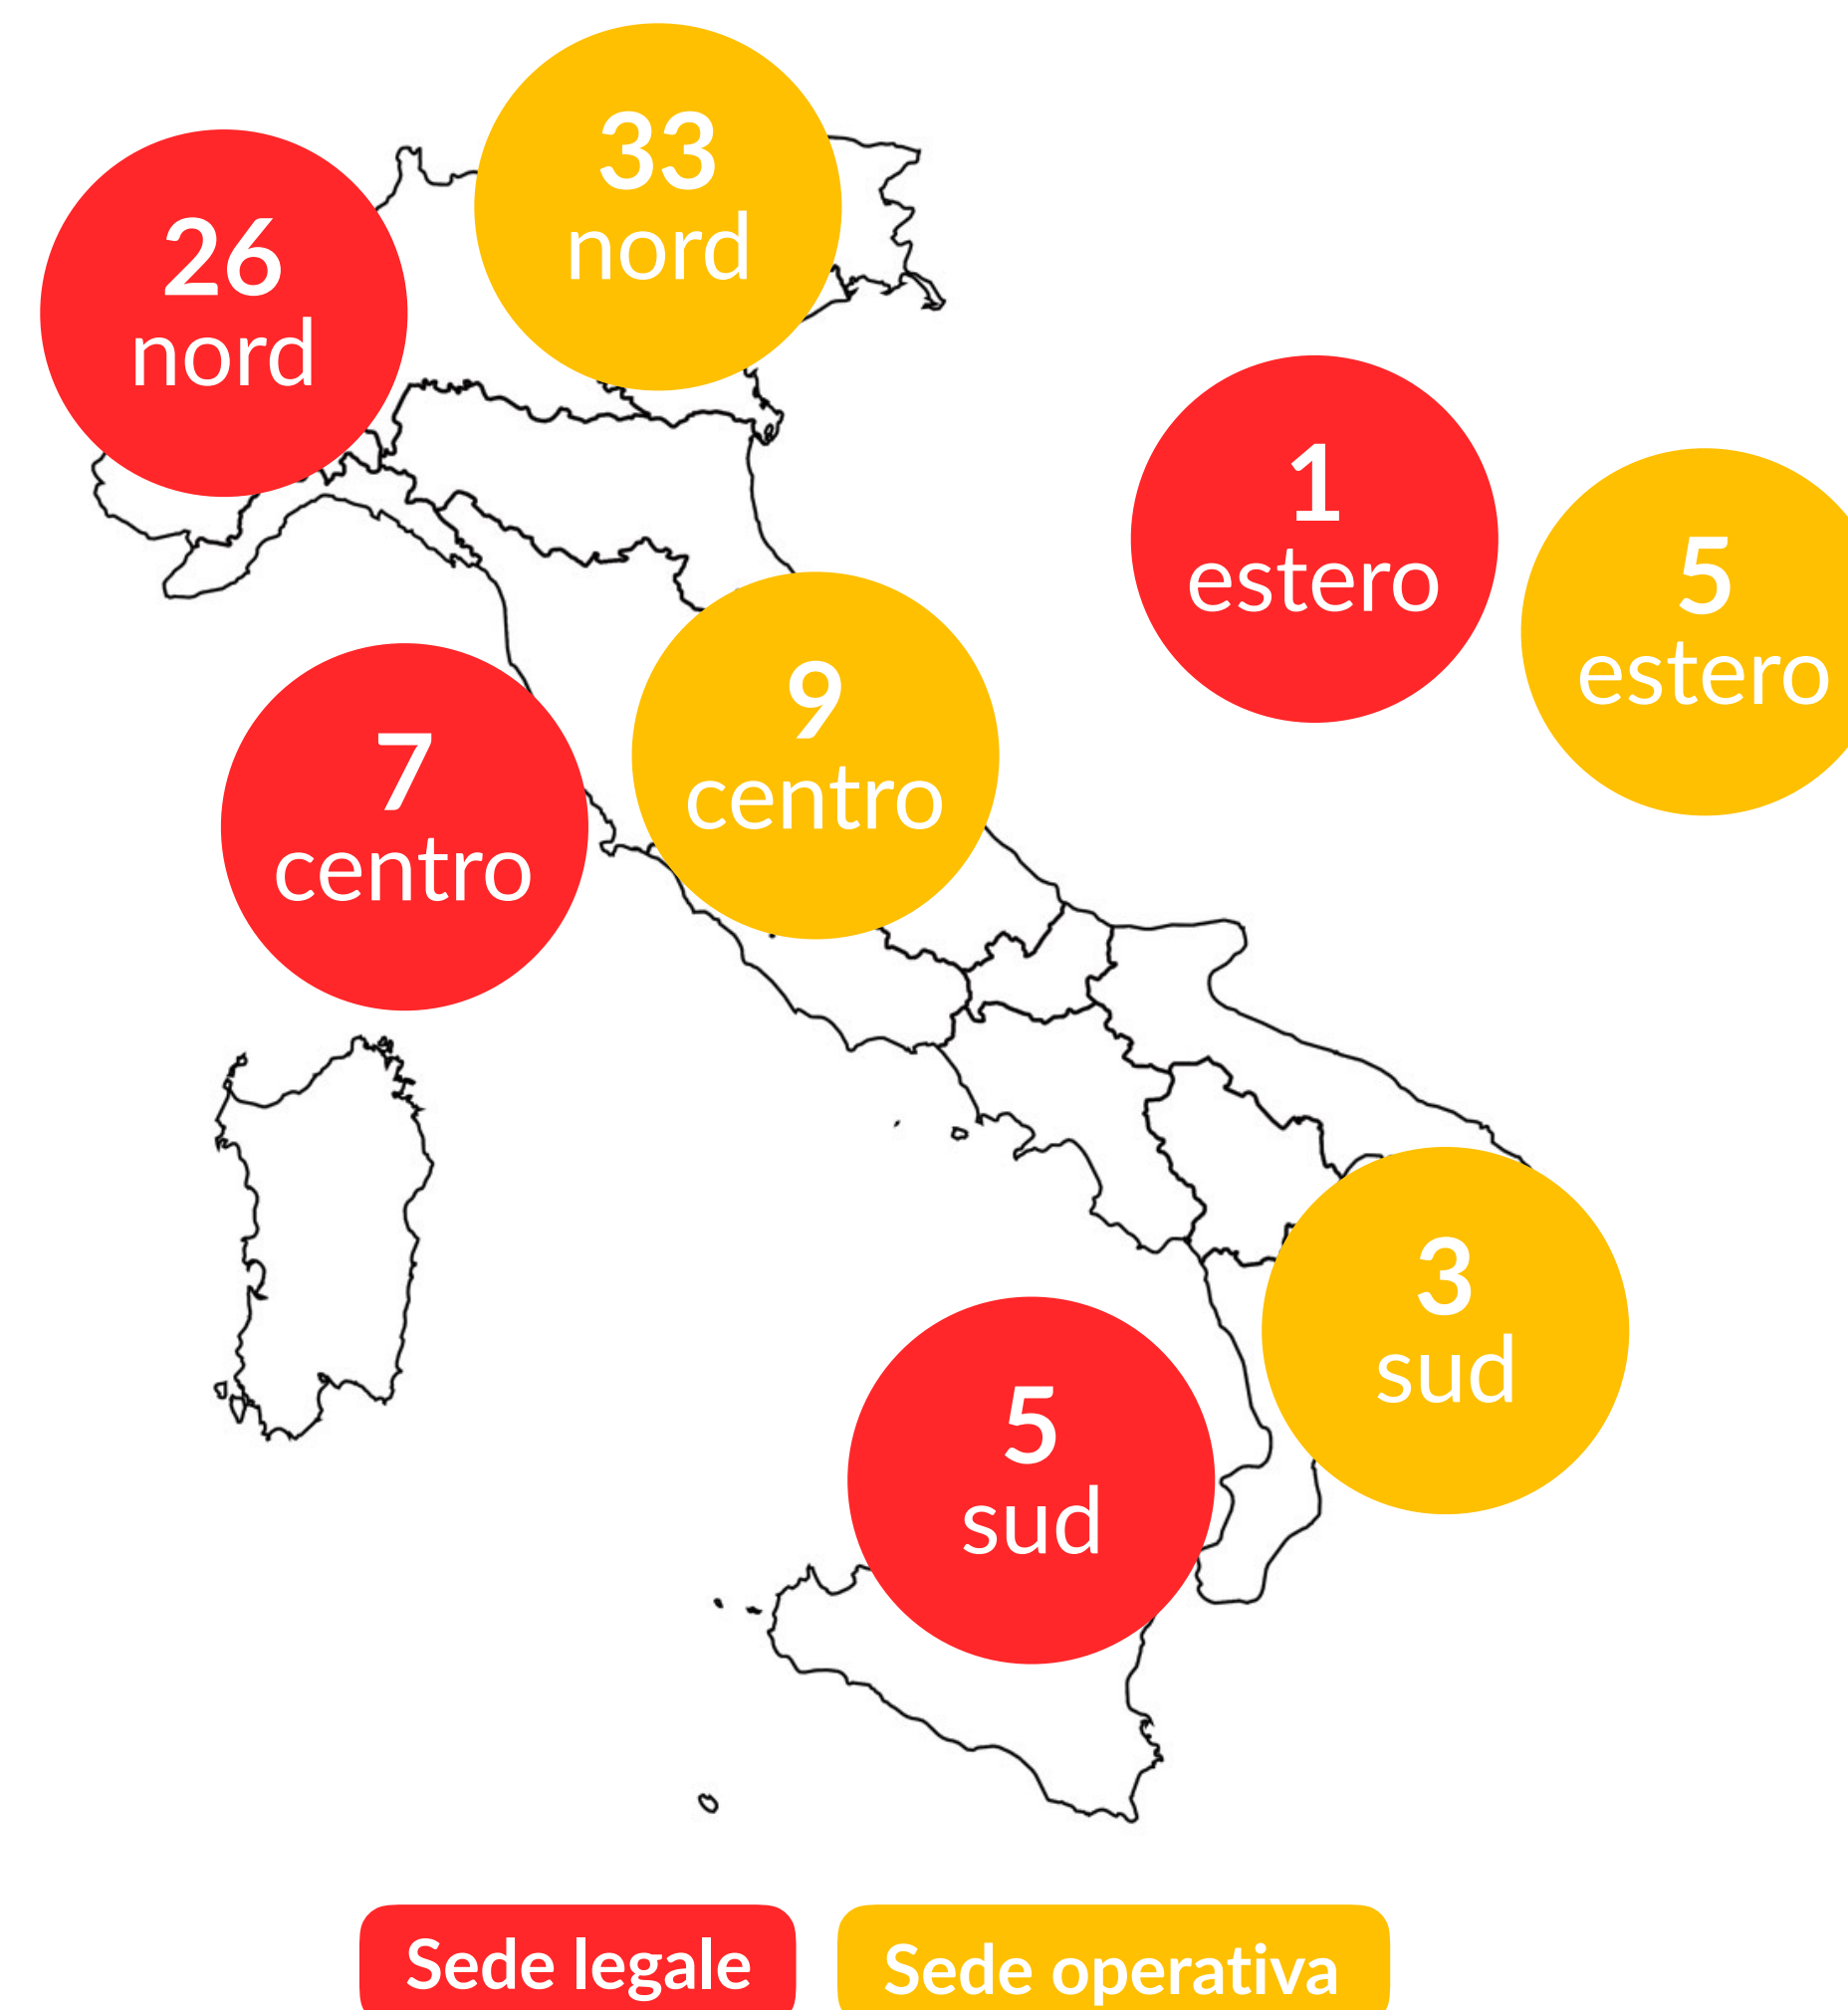 33
nord
26
nord
1
estero
5
estero
9
centro
7
centro
3
sud
5
sud
Sede legale
Sede operativa